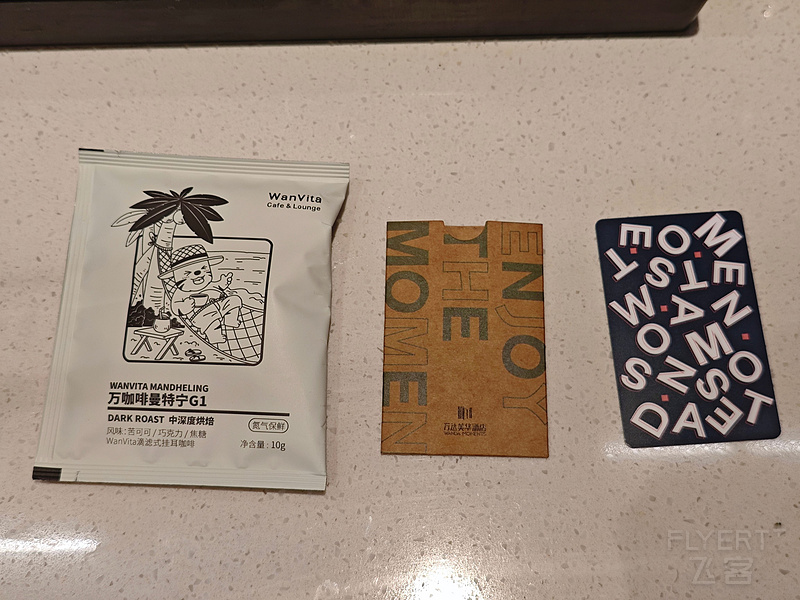 WanVita
Cafe & Lounge
WANVITA MANDHELING
万咖啡曼特宁G1
DARK ROAST 中深度烘焙
风味: 苦可可 / 巧克力 / 焦糖
WanVita滴滤式挂耳咖啡
氮气保鲜
净含量: 10g
ENJOY
THE
MOMEN
万达美华酒店
WANDA MOMENTS
FLYERT
飞客